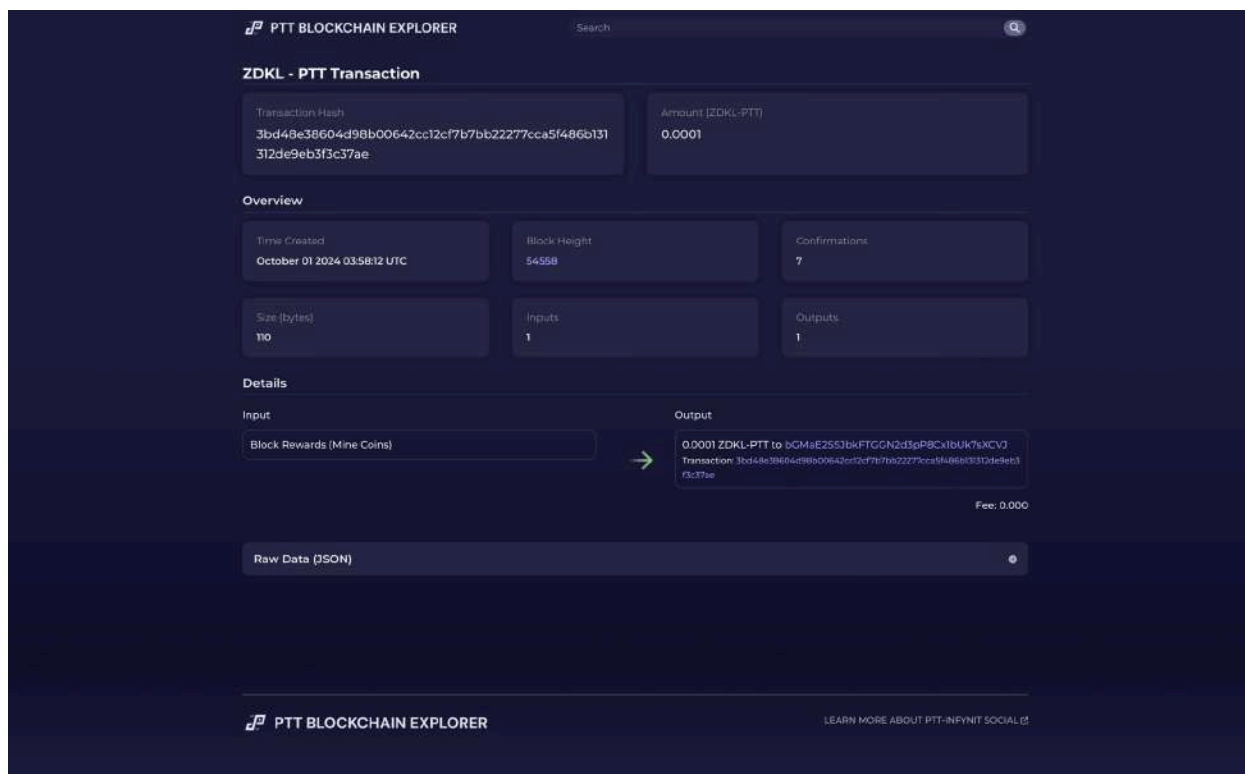 PTT BLOCKCHAIN EXPLORER
Search
ZDKL - PTT Transaction
Transaction Hash
3bd48e38604d98b00642cc12cf7b7bb22277cca5f486b131
312de9eb3f3c37ae
Amount (ZDKL-PTT)
0.0001
Overview
Time Created
October 01 2024 03:58:12 UTC
Block Height
54558
Confirmations
7
Size (bytes)
110
Inputs
1
Outputs
1
Details
Input
Block Rewards (Mine Coins)
Output
0.0001 ZDKL-PTT to bGMaE25SJbkFTGGN2d3pP8Cx1bUk7sXCVJ
Transaction: 3bd48e38604d98b00642cc12cf7b7bb22277cca5f486b131312de9eb3
f3c37ae
Fee: 0.000
Raw Data (JSON)
PTT BLOCKCHAIN EXPLORER
LEARN MORE ABOUT PTT-INFYNIT SOCIAL